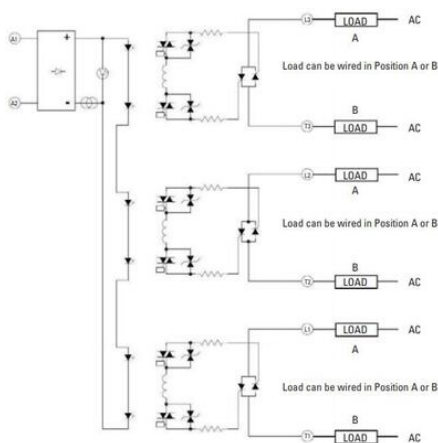 L3 LOAD AC
A1
+
A
Load can be wired in Position A or B
A2
-
B
T3 LOAD AC
L2 LOAD AC
A
Load can be wired in Position A or B
B
T2 LOAD AC
L1 LOAD AC
A
Load can be wired in Position A or B
B
T1 LOAD AC